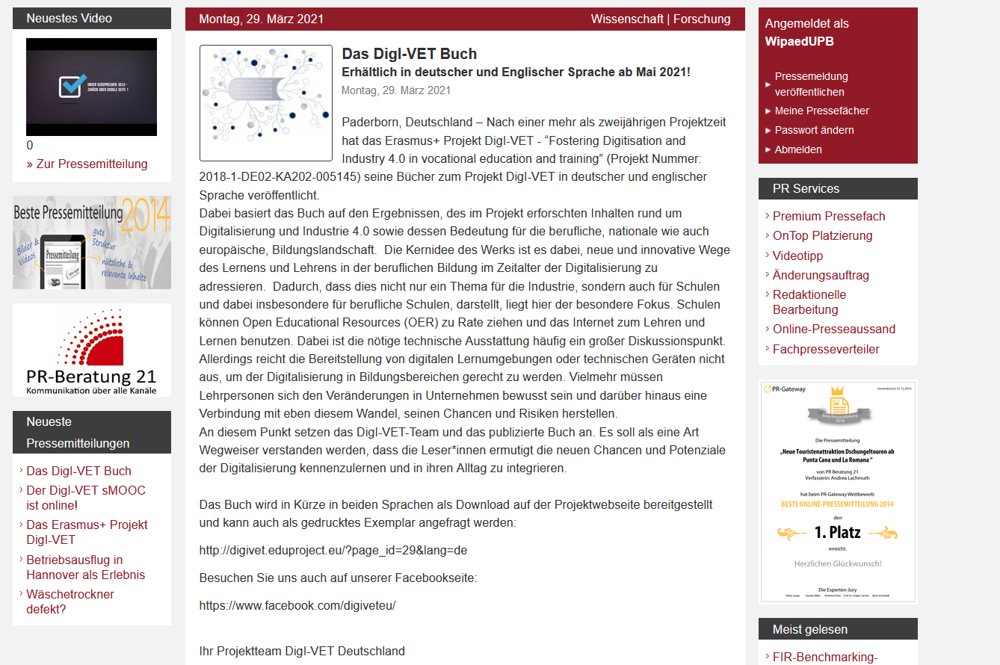 Neuestes Video
UNSER VERSPRECHEN: GELD -
ZURÜCK ODER GOOGLE SEITE 1
0
» Zur Pressemitteilung
Beste Pressemitteilung 2014
Bilder &
Videos
gute
Struktur
Pressemitteilung
nützliche &
relevante Inhalte
PR-Beratung 21
Kommunikation über alle Kanäle
Neueste
Pressemitteilungen
Das DigI-VET Buch
Der DigI-VET sMOOC
ist online!
Das Erasmus+ Projekt
DigI-VET
Betriebsausflug in
Hannover als Erlebnis
Wäschetrockner
defekt?
Montag, 29. März 2021
Wissenschaft | Forschung
Das DigI-VET Buch
Erhältlich in deutscher und Englischer Sprache ab Mai 2021!
Montag, 29. März 2021
Paderborn, Deutschland – Nach einer mehr als zweijährigen Projektzeit
hat das Erasmus+ Projekt DigI-VET - “Fostering Digitisation and
Industry 4.0 in vocational education and training” (Projekt Nummer:
2018-1-DE02-KA202-005145) seine Bücher zum Projekt DigI-VET in deutscher und englischer
Sprache veröffentlicht.
Dabei basiert das Buch auf den Ergebnissen, des im Projekt erforschten Inhalten rund um
Digitalisierung und Industrie 4.0 sowie dessen Bedeutung für die berufliche, nationale wie auch
europäische, Bildungslandschaft. Die Kernidee des Werks ist es dabei, neue und innovative Wege
des Lernens und Lehrens in der beruflichen Bildung im Zeitalter der Digitalisierung zu
adressieren. Dadurch, dass dies nicht nur ein Thema für die Industrie, sondern auch für Schulen
und dabei insbesondere für berufliche Schulen, darstellt, liegt hier der besondere Fokus. Schulen
können Open Educational Resources (OER) zu Rate ziehen und das Internet zum Lehren und
Lernen benutzen. Dabei ist die nötige technische Ausstattung häufig ein großer Diskussionspunkt.
Allerdings reicht die Bereitstellung von digitalen Lernumgebungen oder technischen Geräten nicht
aus, um der Digitalisierung in Bildungsbereichen gerecht zu werden. Vielmehr müssen
Lehrpersonen sich den Veränderungen in Unternehmen bewusst sein und darüber hinaus eine
Verbindung mit eben diesem Wandel, seinen Chancen und Risiken herstellen.
An diesem Punkt setzen das DigI-VET-Team und das publizierte Buch an. Es soll als eine Art
Wegweiser verstanden werden, dass die Leser*innen ermutigt die neuen Chancen und Potenziale
der Digitalisierung kennenzulernen und in ihren Alltag zu integrieren.
Das Buch wird in Kürze in beiden Sprachen als Download auf der Projektwebseite bereitgestellt
und kann auch als gedrucktes Exemplar angefragt werden:
http://digivet.eduproject.eu/?page_id=29&lang=de
Besuchen Sie uns auch auf unserer Facebookseite:
https://www.facebook.com/digiveteu/
Ihr Projektteam DigI-VET Deutschland
Angemeldet als
WipaedUPB
Pressemeldung
veröffentlichen
Meine Pressefächer
Passwort ändern
Abmelden
PR Services
Premium Pressefach
OnTop Platzierung
Videotipp
Änderungsauftrag
Redaktionelle
Bearbeitung
Online-Presseaussand
Fachpresseverteiler
PR-Gateway
Grevenbroich, 01.12.2014
Beste Pressemitteilung
2014
Die Pressemitteilung
„Neue Touristenattraktion Dschungeltouren ab
Punta Cana und La Romana “
von PR Beratung 21
Verfasserin: Andrea Lachmuth
hat beim PR-Gateway Wettbewerb
BESTE ONLINE-PRESSEMITTEILUNG 2014
den
1. Platz
erreicht.
Herzlichen Glückwunsch!
Die Experten-Jury
Meist gelesen
FIR-Benchmarking-